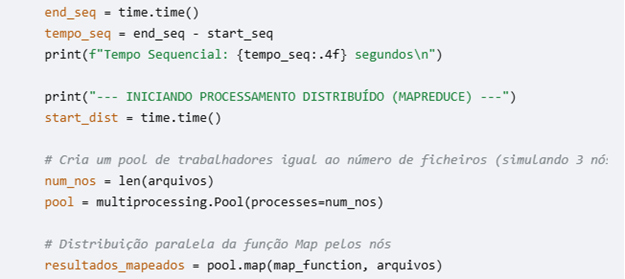 end_seq = time.time()
tempo_seq = end_seq - start_seq
print(f"Tempo Sequencial: {tempo_seq:.4f} segundos\n")
print("--- INICIANDO PROCESSAMENTO DISTRIBUÍDO (MAPREDUCE) ---")
start_dist = time.time()
# Cria um pool de trabalhadores igual ao número de ficheiros (simulando 3
num_nos = len(arquivos)
pool = multiprocessing.Pool(processes=num_nos)
# Distribuição paralela da função Map pelos nós
resultados_mapeados = pool.map(map_function, arquivos)